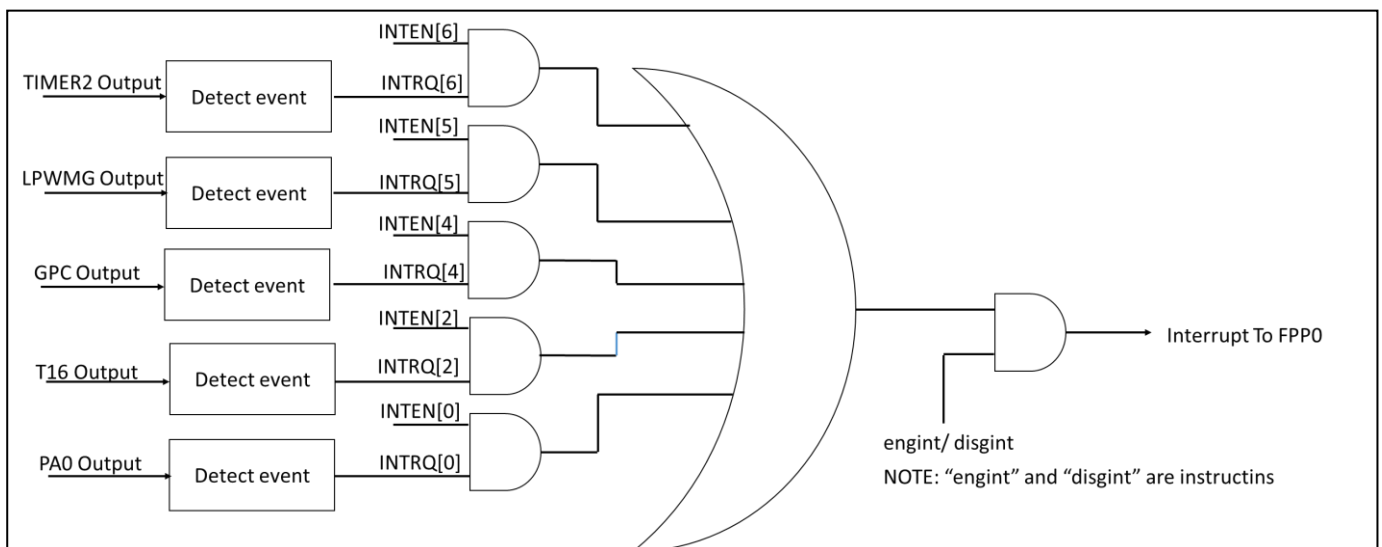 INTEN[6]
TIMER2 Output
Detect event
INTRQ[6]
INTEN[5]
LPWMG Output
Detect event
INTRQ[5]
INTEN[4]
GPC Output
Detect event
INTRQ[4]
INTEN[2]
T16 Output
Detect event
INTRQ[2]
INTEN[0]
PA0 Output
Detect event
INTRQ[0]
Interrupt To FPP0
engint/ disgint
NOTE: “engint” and “disgint” are instructins